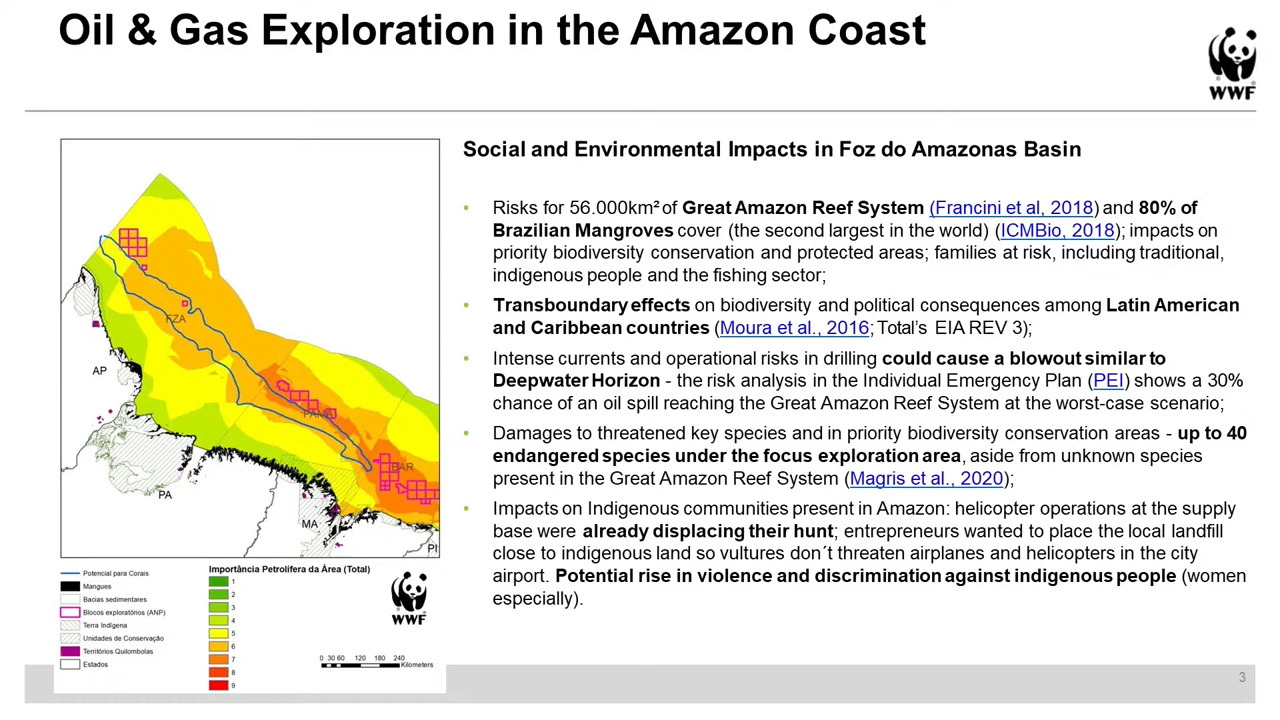 Oil & Gas Exploration in the Amazon Coast
WWF
Social and Environmental Impacts in Foz do Amazonas Basin
• Risks for 56.000km² of Great Amazon Reef System (Francini et al, 2018) and 80% of
Brazilian Mangroves cover (the second largest in the world) (ICMBio, 2018); impacts on
priority biodiversity conservation and protected areas; families at risk, including traditional,
indigenous people and the fishing sector;
• Transboundary effects on biodiversity and political consequences among Latin American
and Caribbean countries (Moura et al., 2016; Total's EIA REV 3);
• Intense currents and operational risks in drilling could cause a blowout similar to
Deepwater Horizon - the risk analysis in the Individual Emergency Plan (PEI) shows a 30%
chance of an oil spill reaching the Great Amazon Reef System at the worst-case scenario;
• Damages to threatened key species and in priority biodiversity conservation areas - up to 40
endangered species under the focus exploration area, aside from unknown species
present in the Great Amazon Reef System (Magris et al., 2020);
• Impacts on Indigenous communities present in Amazon: helicopter operations at the supply
base were already displacing their hunt; entrepreneurs wanted to place the local landfill
close to indigenous land so vultures don´t threaten airplanes and helicopters in the city
airport. Potential rise in violence and discrimination against indigenous people (women
especially).
FZA
AP
PAMA
BAR
PA
MA
PI
Potencial para Corais
Mangues
Bacias sedimentares
Blocos exploratórios (ANP)
Terra Indígena
Unidades de Conservação
Territórios Quilombolas
Estados
Importância Petrolífera da Área (Total)
1
2
3
4
5
6
7
8
9
WWF
0 30 60 120 180 240
Kilometers
3